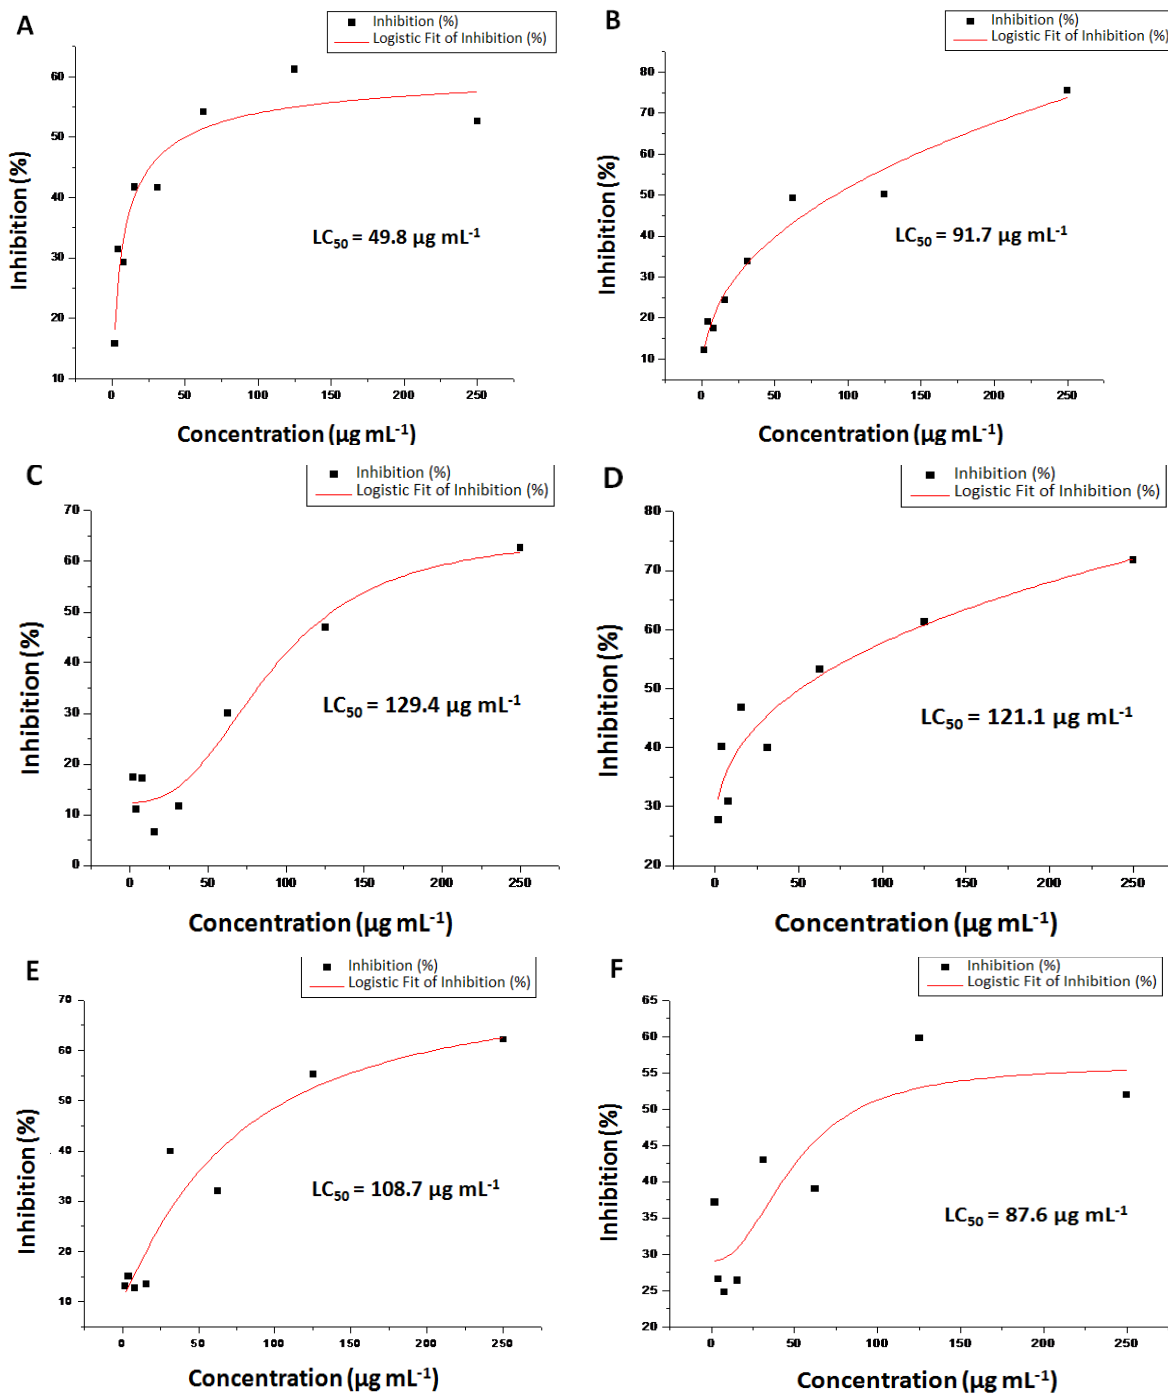 A
Inhibition (%)
Logistic Fit of Inhibition (%)
60
50
40
30
20
10
Inhibition (%)
LC50 = 49.8 µg mL-1
0 50 100 150 200 250
Concentration (µg mL-1)
B
Inhibition (%)
Logistic Fit of Inhibition (%)
80
70
60
50
40
30
20
10
Inhibition (%)
LC50 = 91.7 µg mL-1
0 50 100 150 200 250
Concentration (µg mL-1)
C
Inhibition (%)
Logistic Fit of Inhibition (%)
70
60
50
40
30
20
10
0
Inhibition (%)
LC50 = 129.4 µg mL-1
0 50 100 150 200 250
Concentration (µg mL-1)
D
Inhibition (%)
Logistic Fit of Inhibition (%)
80
70
60
50
40
30
20
Inhibition (%)
LC50 = 121.1 µg mL-1
0 50 100 150 200 250
Concentration (µg mL-1)
E
Inhibition (%)
Logistic Fit of Inhibition (%)
70
60
50
40
30
20
10
Inhibition (%)
LC50 = 108.7 µg mL-1
0 50 100 150 200 250
Concentration (µg mL-1)
F
Inhibition (%)
Logistic Fit of Inhibition (%)
65
60
55
50
45
40
35
30
25
20
Inhibition (%)
LC50 = 87.6 µg mL-1
0 50 100 150 200 250
Concentration (µg mL-1)